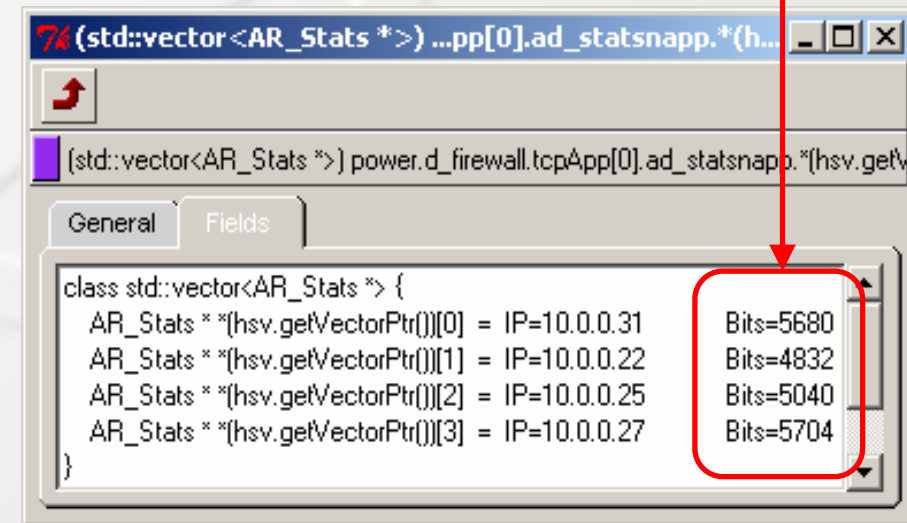 (std::vector<AR_Stats *>) ...pp[0].ad_statsnapp.*(h...
(std::vector<AR_Stats *>) power.d_firewall.tcpApp[0].ad_statsnapp.*(hsv.get
General Fields
class std::vector<AR_Stats *> {
AR_Stats * *(hsv.getVectorPtr())[0] = IP=10.0.0.31 Bits=5680
AR_Stats * *(hsv.getVectorPtr())[1] = IP=10.0.0.22 Bits=4832
AR_Stats * *(hsv.getVectorPtr())[2] = IP=10.0.0.25 Bits=5040
AR_Stats * *(hsv.getVectorPtr())[3] = IP=10.0.0.27 Bits=5704
}